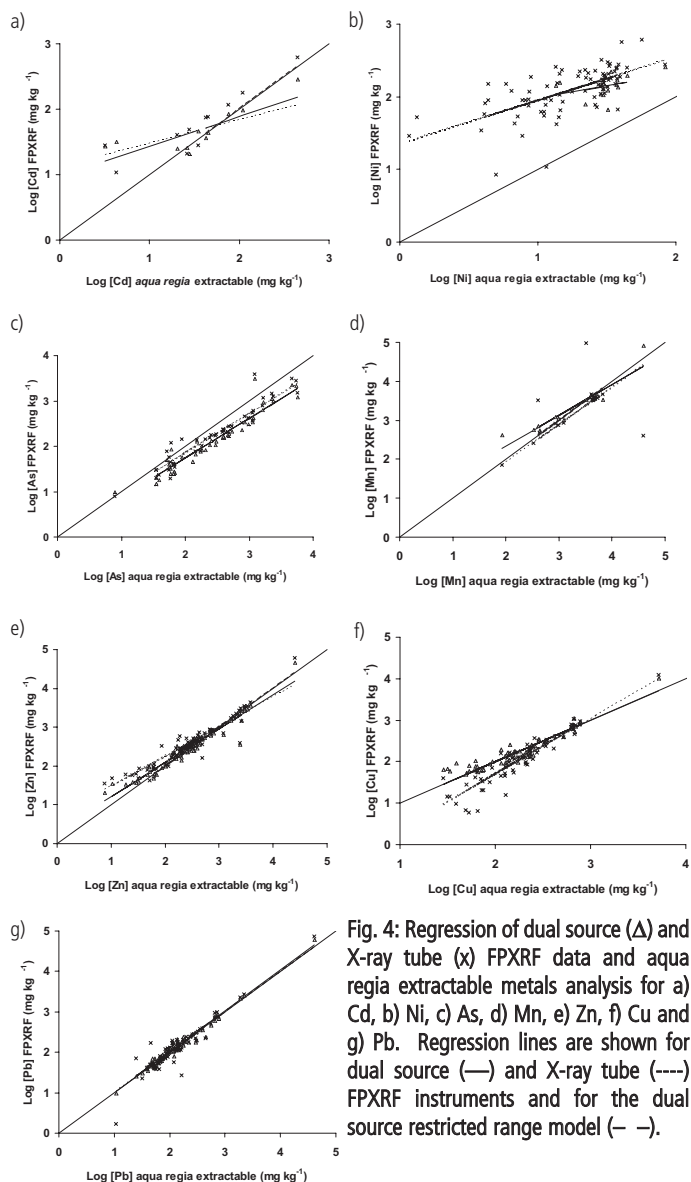 a)
Log [Cd] FPXRF (mg kg -1)
3
2
1
0
0 1 2 3
Log [Cd] aqua regia extractable (mg kg-1)
b)
Log [Ni] FPXRF (mg kg -1)
3
2
1
0
0 1 2
Log [Ni] aqua regia extractable (mg kg-1)
c)
Log [As] FPXRF (mg kg -1)
4
3
2
1
0
0 1 2 3 4
Log [As] aqua regia extractable (mg kg-1)
d)
Log [Mn] FPXRF (mg kg -1)
5
4
3
2
1
0
0 1 2 3 4 5
Log [Mn] aqua regia extractable (mg kg-1)
e)
Log [Zn] FPXRF (mg kg -1)
5
4
3
2
1
0
0 1 2 3 4 5
Log [Zn] aqua regia extractable (mg kg-1)
f)
Log [Cu] FPXRF (mg kg -1)
5
4
3
2
1
0
1 2 3 4
Log [Cu] aqua regia extractable (mg kg-1)
g)
Log [Pb] FPXRF (mg kg -1)
5
4
3
2
1
0
0 1 2 3 4 5
Log [Pb] aqua regia extractable (mg kg-1)
Fig. 4: Regression of dual source (Δ) and
X-ray tube (x) FPXRF data and aqua
regia extractable metals analysis for a)
Cd, b) Ni, c) As, d) Mn, e) Zn, f) Cu and
g) Pb. Regression lines are shown for
dual source (—) and X-ray tube (----)
FPXRF instruments and for the dual
source restricted range model (– –).